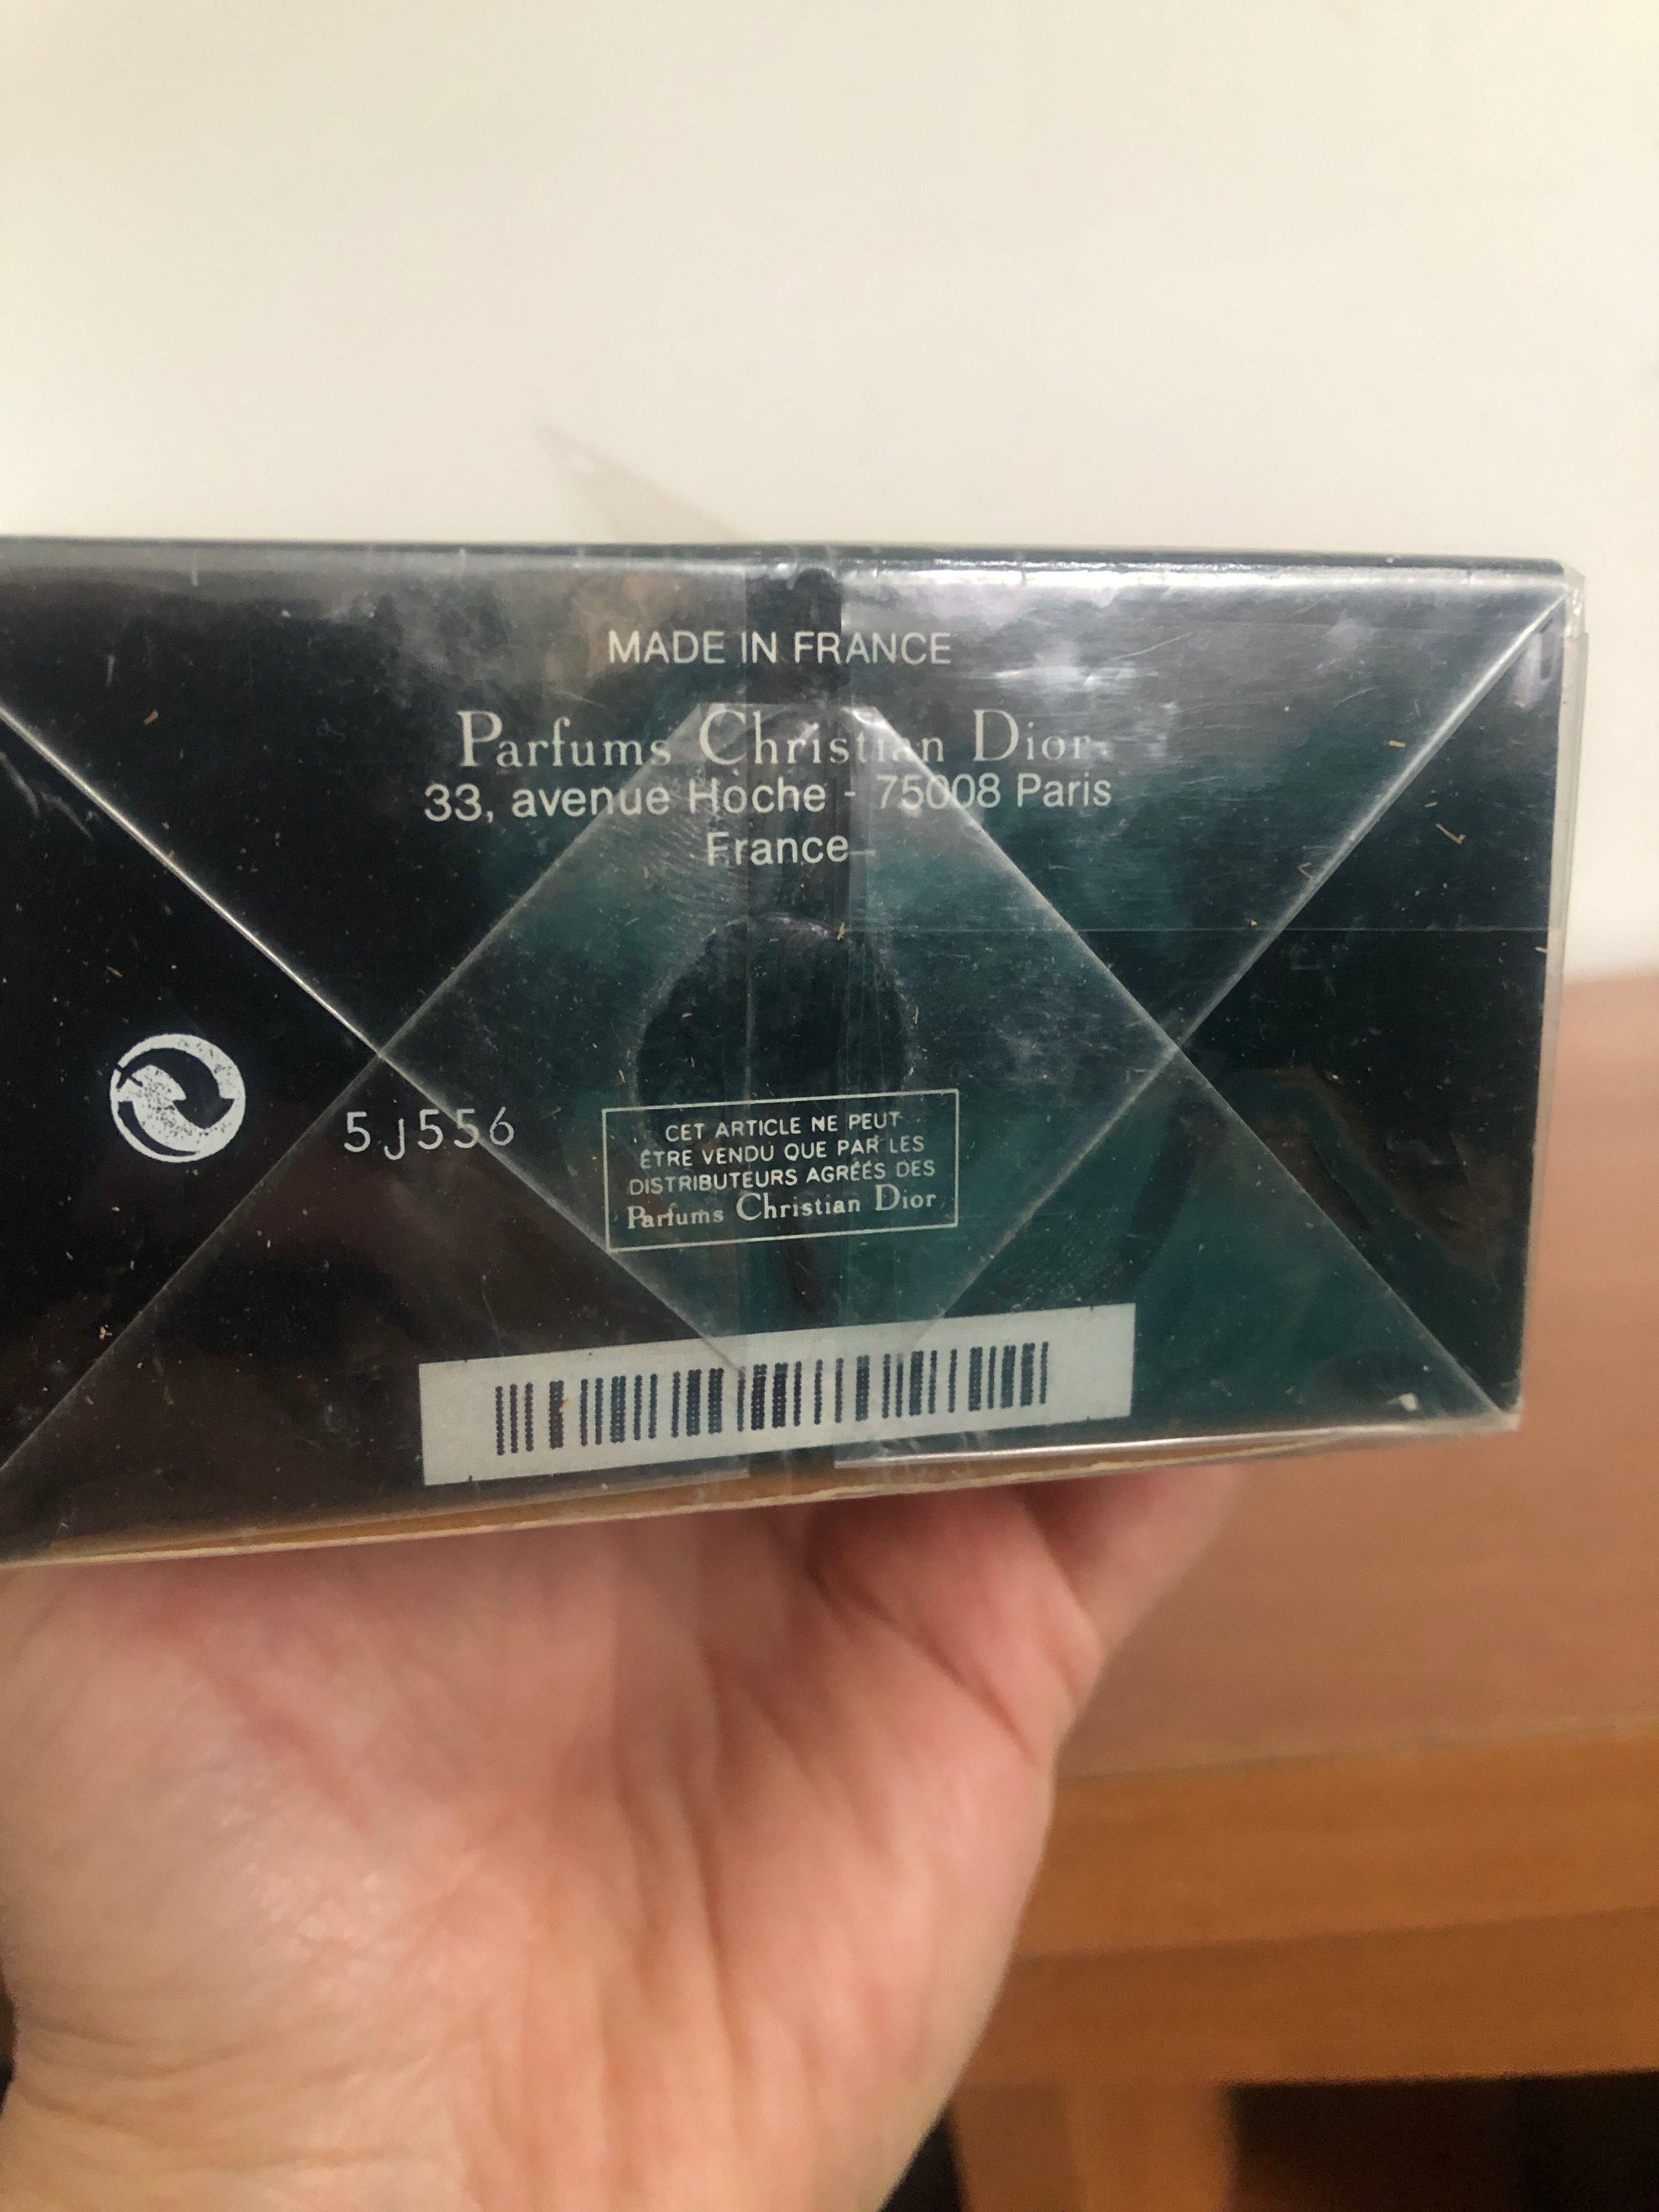 MADE IN FRANCE
Parfums Christian Dior
33, avenue Hoche - 75008 Paris
France
5J556
CET ARTICLE NE PEUT
ÊTRE VENDU QUE PAR LES
DISTRIBUTEURS AGRÉÉS DES
Parfums Christian Dior